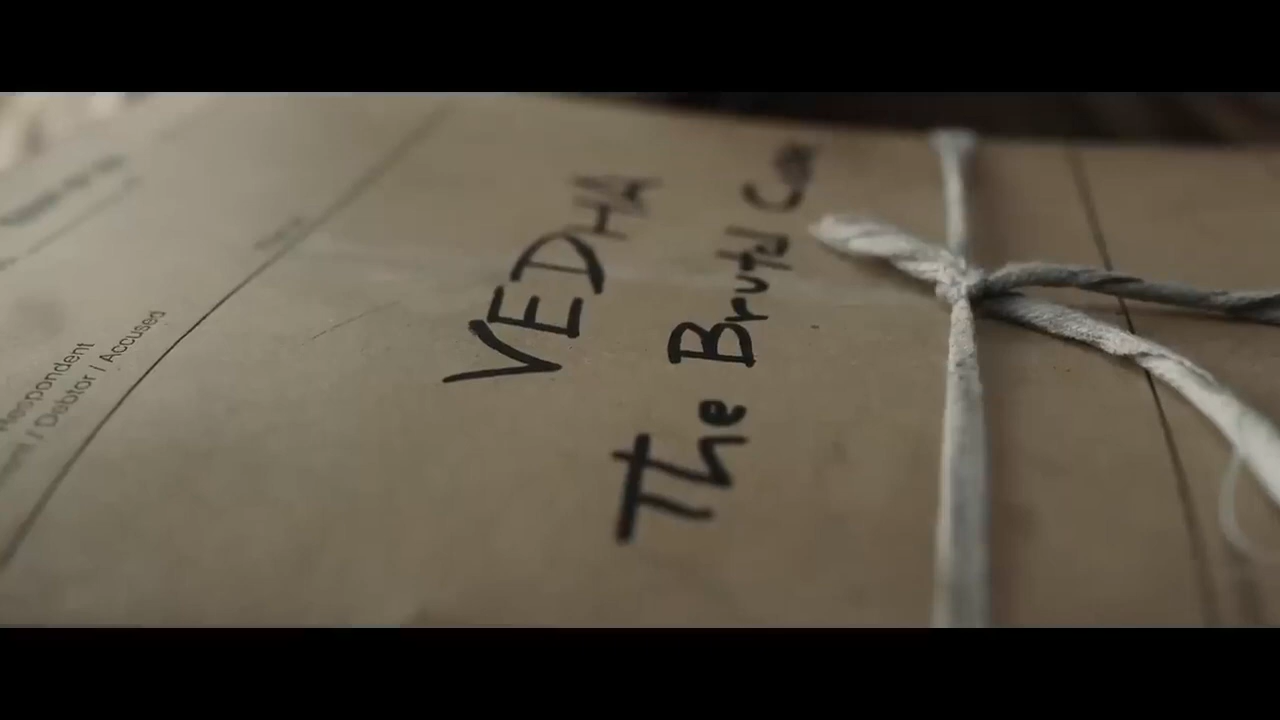 VEDHA
The Brutal Case
Respondent
/ Debtor / Accused